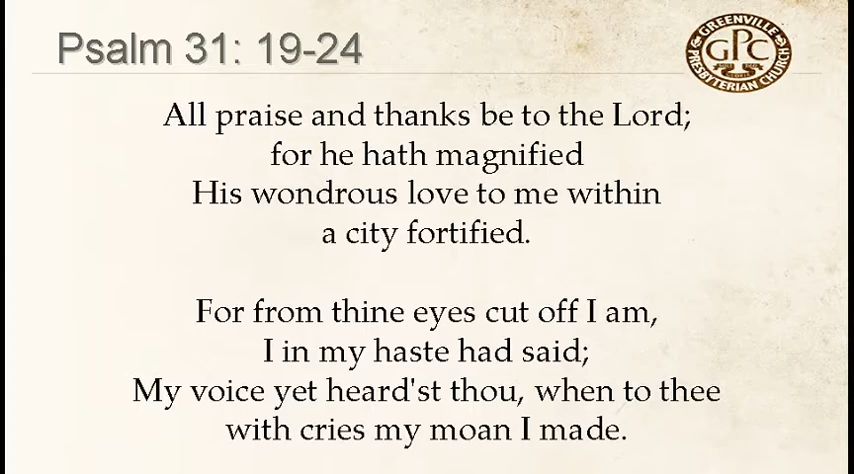 Psalm 31: 19-24
GREENVILLE
GPC
PRESBYTERIAN CHURCH
All praise and thanks be to the Lord;
for he hath magnified
His wondrous love to me within
a city fortified.
For from thine eyes cut off I am,
I in my haste had said;
My voice yet heard'st thou, when to thee
with cries my moan I made.